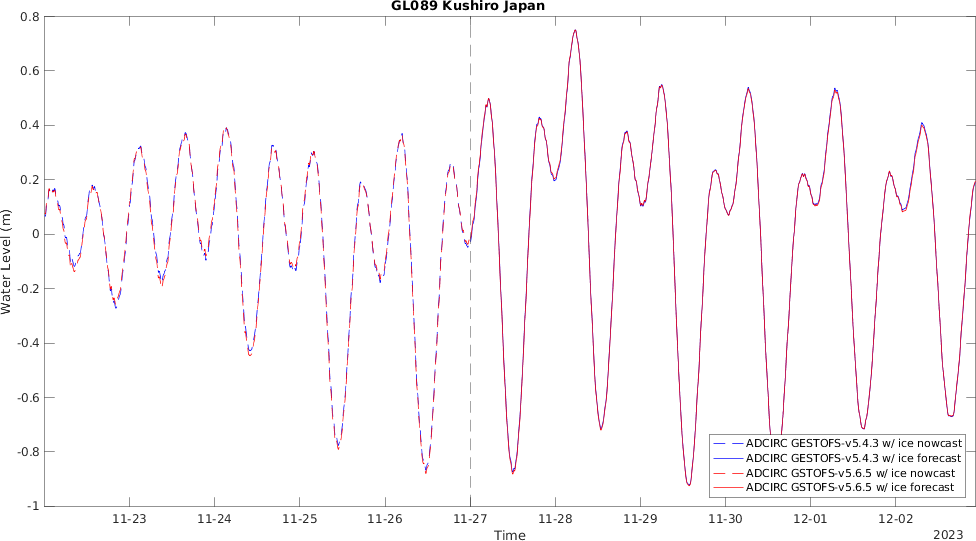 GL089 Kushiro Japan
0.8
0.6
0.4
0.2
0
-0.2
-0.4
-0.6
-0.8
-1
Water Level (m)
ADCIRC GESTOFS-v5.4.3 w/ ice nowcast
ADCIRC GESTOFS-v5.4.3 w/ ice forecast
ADCIRC GSTOFS-v5.6.5 w/ ice nowcast
ADCIRC GSTOFS-v5.6.5 w/ ice forecast
11-23 11-24 11-25 11-26 11-27 11-28 11-29 11-30 12-01 12-02
Time
2023